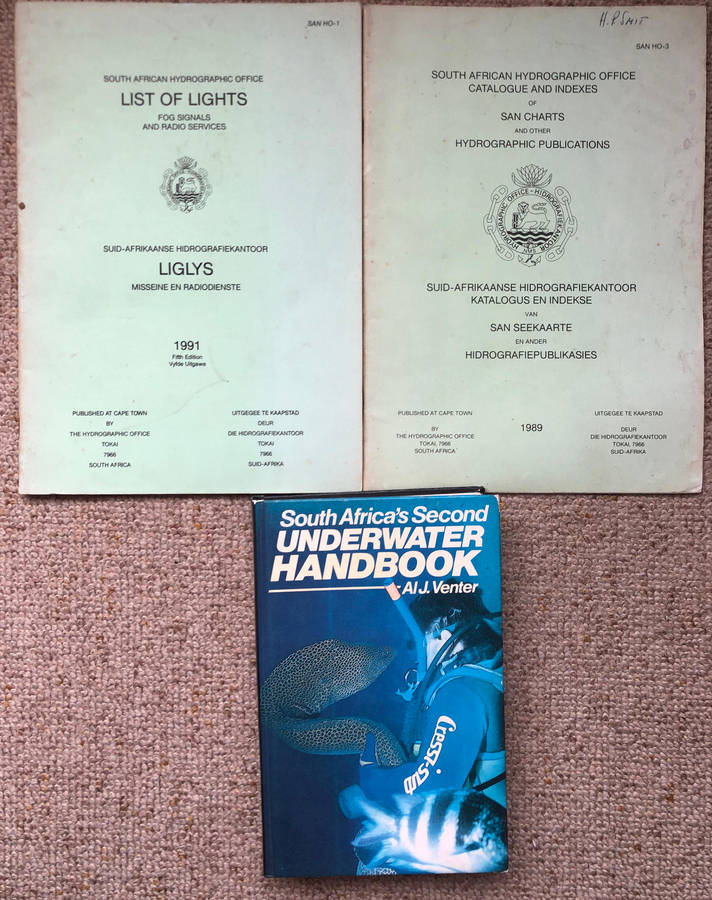 SAN HO-1
SOUTH AFRICAN HYDROGRAPHIC OFFICE
LIST OF LIGHTS
FOG SIGNALS
AND RADIO SERVICES
SUID-AFRIKAANSE HIDROGRAFIEKANTOOR
LIGLYS
MISSEINE EN RADIODIENSTE
1991
Fifth Edition
Vyfde Uitgawe
PUBLISHED AT CAPE TOWN
BY
THE HYDROGRAPHIC OFFICE
TOKAI
7966
SOUTH AFRICA
UITGEGEE TE KAAPSTAD
DEUR
DIE HIDROGRAFIEKANTOOR
TOKAI
7966
SUID-AFRIKA
H.P. SMIT
SAN HO-3
SOUTH AFRICAN HYDROGRAPHIC OFFICE
CATALOGUE AND INDEXES
OF
SAN CHARTS
AND OTHER
HYDROGRAPHIC PUBLICATIONS
HYDROGRAPHIC OFFICE - HIDROGRAFIEKANTOOR
SAN
SUID-AFRIKAANSE HIDROGRAFIEKANTOOR
KATALOGUS EN INDEKSE
VAN
SAN SEEKAARTE
EN ANDER
HIDROGRAFIEPUBLIKASIES
PUBLISHED AT CAPE TOWN
BY
THE HYDROGRAPHIC OFFICE
TOKAI, 7966
SOUTH AFRICA
1989
UITGEGEE TE KAAPSTAD
DEUR
DIE HIDROGRAFIEKANTOOR
TOKAI, 7966
SUID-AFRIKA
South Africa's Second
UNDERWATER
HANDBOOK
Al J. Venter
Cressi-sub